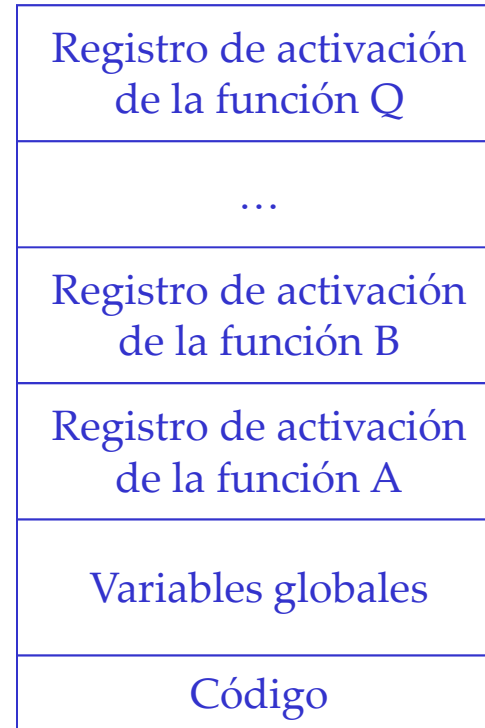 Registro de activación
de la función Q
…
Registro de activación
de la función B
Registro de activación
de la función A
Variables globales
Código